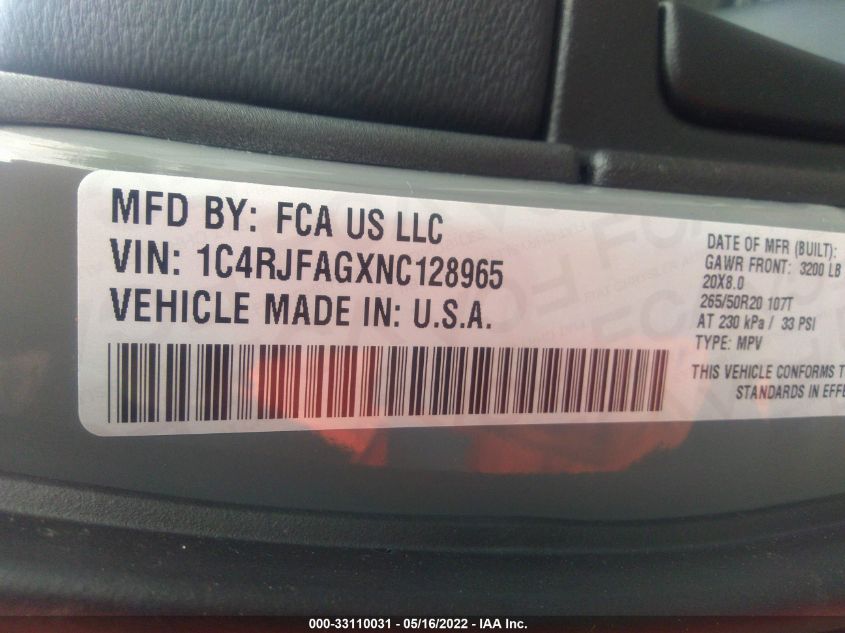 MFD BY: FCA US LLC
VIN: 1C4RJFAGXNC128965
VEHICLE MADE IN: U.S.A.
DATE OF MFR (BUILT):
GAWR FRONT: 3200 LB
20X8.0
265/50R20 107T
AT 230 kPa / 33 PSI
TYPE: MPV
THIS VEHICLE CONFORMS T
STANDARDS IN EFFE
000-33110031 - 05/16/2022 - IAA Inc.